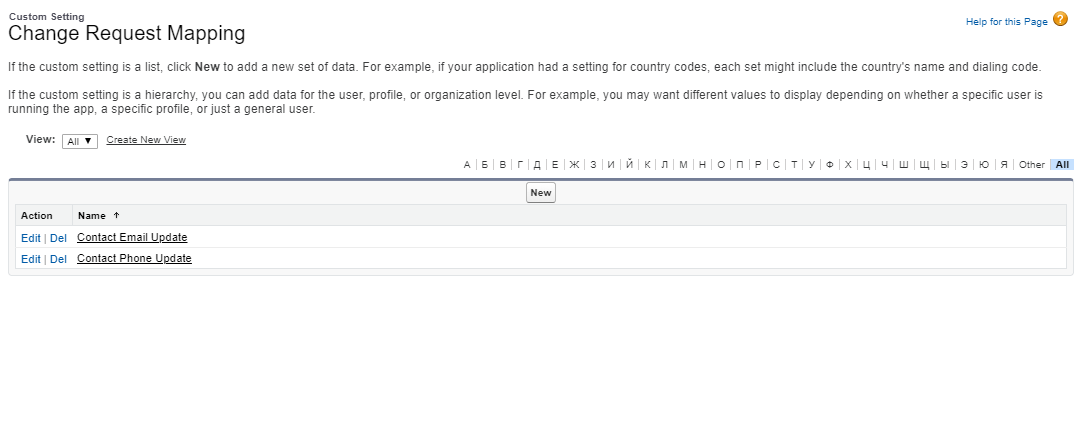 Custom Setting
Change Request Mapping
Help for this Page ?
If the custom setting is a list, click New to add a new set of data. For example, if your application had a setting for country codes, each set might include the country's name and dialing code.
If the custom setting is a hierarchy, you can add data for the user, profile, or organization level. For example, you may want different values to display depending on whether a specific user is
running the app, a specific profile, or just a general user.
View: All ▼ Create New View
А | Б | В | Г | Д | Е | Ж | З | И | Й | К | Л | М | Н | О | П | Р | С | Т | У | Ф | Х | Ц | Ч | Ш | Щ | Ы | Э | Ю | Я | Other | All
New
Action Name ↑
Edit | Del Contact Email Update
Edit | Del Contact Phone Update